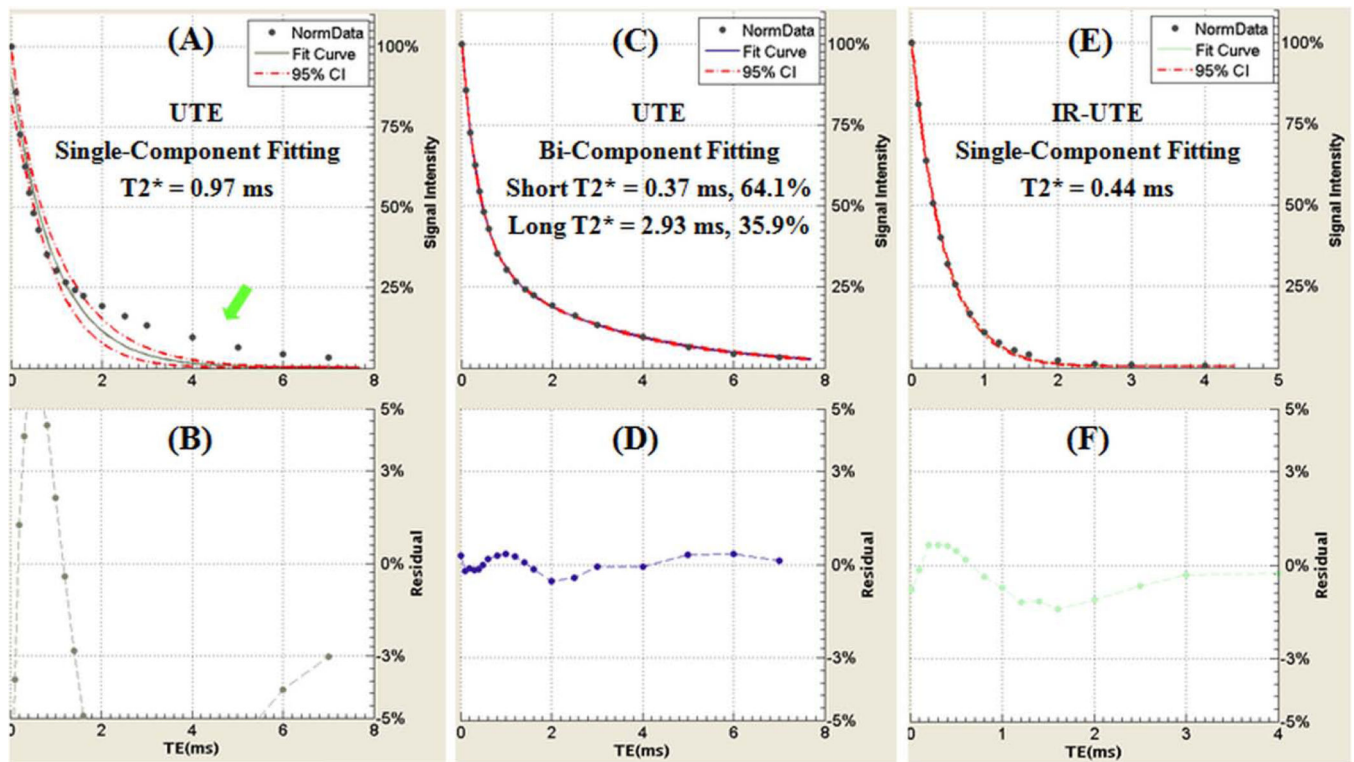 (A)
NormData
Fit Curve
95% CI
UTE
Single-Component Fitting
T2* = 0.97 ms
100%
75%
50%
25%
Signal Intensity
0 2 4 6 8
(C)
NormData
Fit Curve
95% CI
UTE
Bi-Component Fitting
Short T2* = 0.37 ms, 64.1%
Long T2* = 2.93 ms, 35.9%
100%
75%
50%
25%
Signal Intensity
0 2 4 6 8
(E)
NormData
Fit Curve
95% CI
IR-UTE
Single-Component Fitting
T2* = 0.44 ms
100%
75%
50%
25%
Signal Intensity
0 1 2 3 4 5
(B)
5%
3%
0%
-3%
-5%
Residual
0 2 4 6 8
TE(ms)
(D)
5%
3%
0%
-3%
-5%
Residual
0 2 4 6 8
TE(ms)
(F)
5%
3%
0%
-3%
-5%
Residual
0 1 2 3 4
TE(ms)